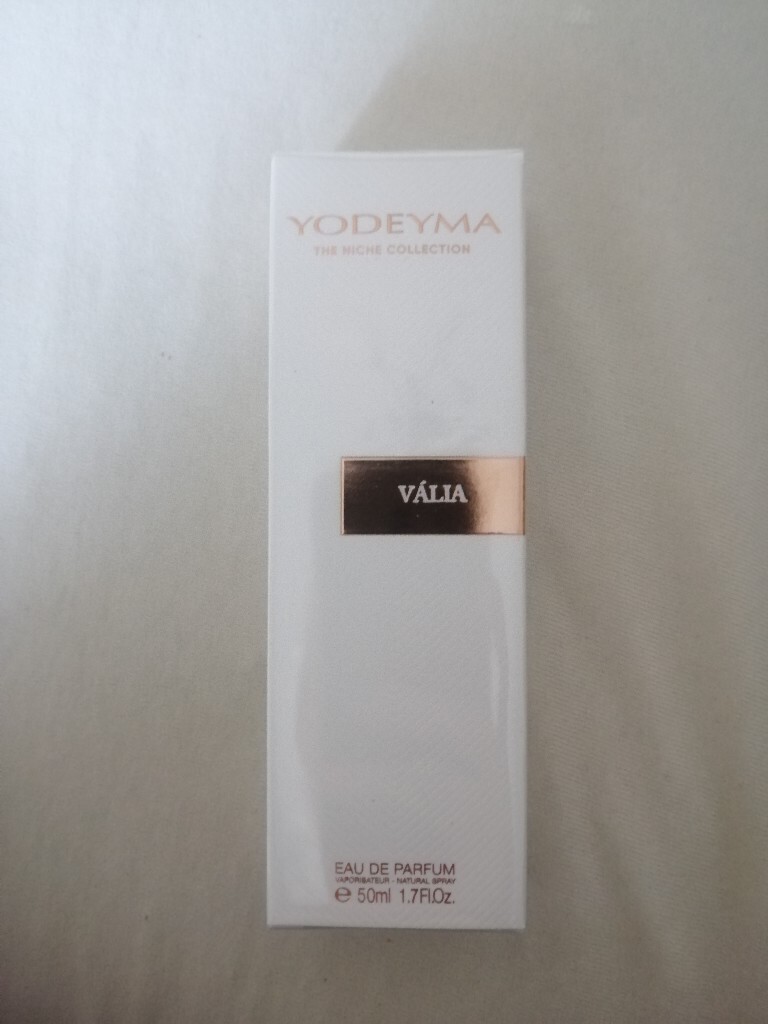 YODEYMA
THE NICHE COLLECTION
VÁLIA
EAU DE PARFUM
VAPORISATEUR - NATURAL SPRAY
e 50ml 1.7Fl.Oz.